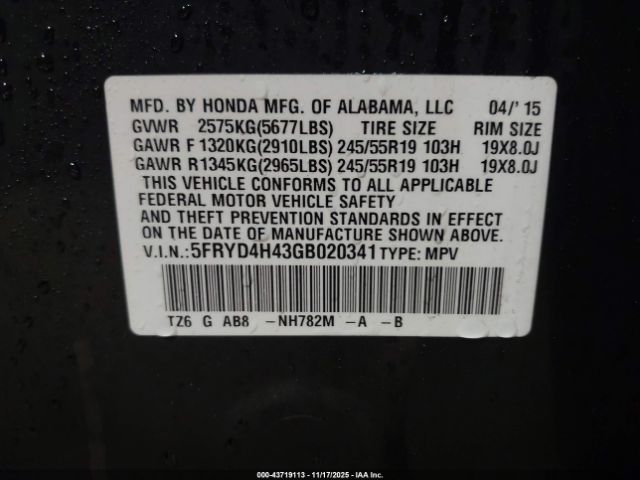 MFD. BY HONDA MFG. OF ALABAMA, LLC 04/' 15
GVWR 2575KG(5677LBS) TIRE SIZE RIM SIZE
GAWR F 1320KG(2910LBS) 245/55R19 103H 19X8.0J
GAWR R 1345KG(2965LBS) 245/55R19 103H 19X8.0J
THIS VEHICLE CONFORMS TO ALL APPLICABLE
FEDERAL MOTOR VEHICLE SAFETY
AND THEFT PREVENTION STANDARDS IN EFFECT
ON THE DATE OF MANUFACTURE SHOWN ABOVE.
V.I.N.:5FRYD4H43GB020341 TYPE: MPV
TZ6 G AB8 -NH782M -A -B
000-43719113 - 11/17/2025 - IAA Inc.